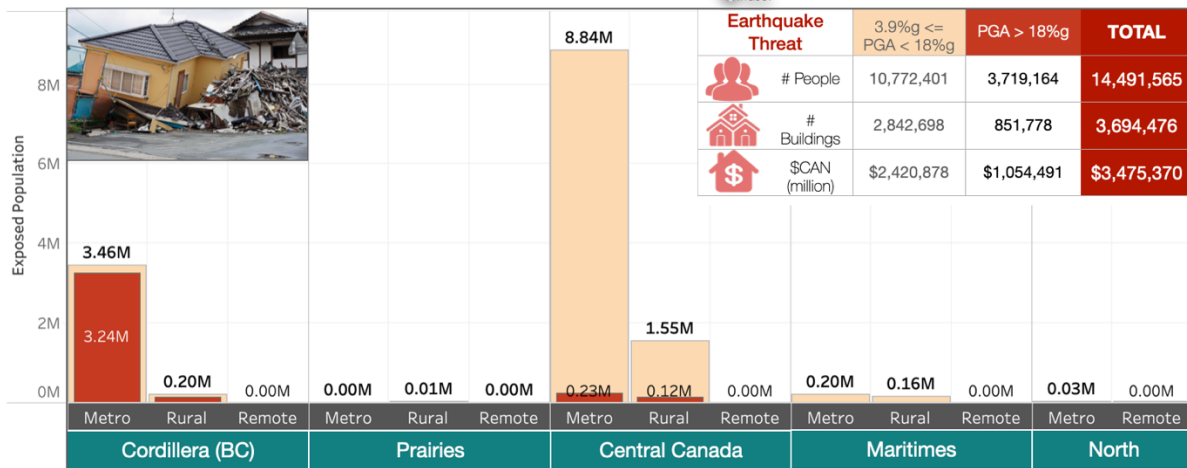 Earthquake
Threat
3.9%g <=
PGA < 18%g
PGA > 18%g
TOTAL
# People
10,772,401
3,719,164
14,491,565
#
Buildings
2,842,698
851,778
3,694,476
$
$CAN
(million)
$2,420,878
$1,054,491
$3,475,370
Exposed Population
8M
6M
4M
2M
0M
3.46M
3.24M
0.20M
0.00M
0.00M
0.01M
0.00M
8.84M
0.23M
1.55M
0.12M
0.00M
0.20M
0.16M
0.00M
0.03M
0.00M
Metro Rural Remote Metro Rural Remote Metro Rural Remote Metro Rural Remote Metro Remote
Cordillera (BC) Prairies Central Canada Maritimes North